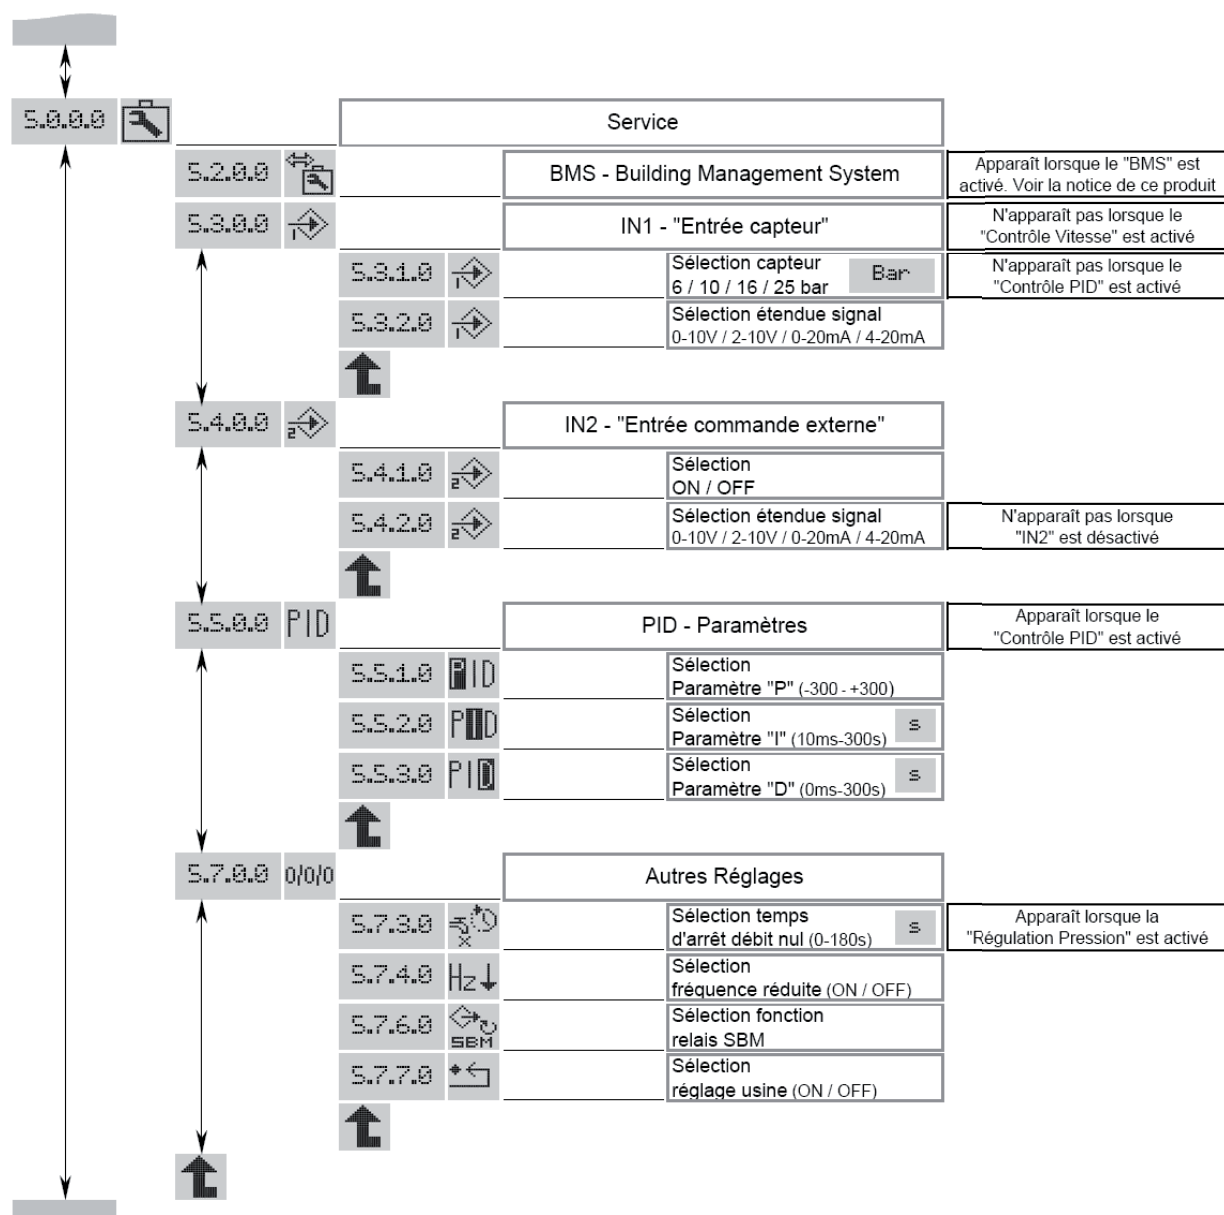 5.0.0.0
Service
5.2.0.0
BMS - Building Management System
Apparaît lorsque le "BMS" est
activé. Voir la notice de ce produit
5.3.0.0
1
IN1 - "Entrée capteur"
N'apparaît pas lorsque le
"Contrôle Vitesse" est activé
5.3.1.0
1
Sélection capteur
6 / 10 / 16 / 25 bar
Bar
N'apparaît pas lorsque le
"Contrôle PID" est activé
5.3.2.0
1
Sélection étendue signal
0-10V / 2-10V / 0-20mA / 4-20mA
5.4.0.0
2
IN2 - "Entrée commande externe"
5.4.1.0
2
Sélection
ON / OFF
5.4.2.0
2
Sélection étendue signal
0-10V / 2-10V / 0-20mA / 4-20mA
N'apparaît pas lorsque
"IN2" est désactivé
5.5.0.0
PID
PID - Paramètres
Apparaît lorsque le
"Contrôle PID" est activé
5.5.1.0
PID
Sélection
Paramètre "P" (-300 - +300)
5.5.2.0
PID
Sélection
Paramètre "I" (10ms-300s)
s
5.5.3.0
PID
Sélection
Paramètre "D" (0ms-300s)
s
5.7.0.0
0/0/0
Autres Réglages
5.7.3.0
Sélection temps
d'arrêt débit nul (0-180s)
s
Apparaît lorsque la
"Régulation Pression" est activé
5.7.4.0
Hz
Sélection
fréquence réduite (ON / OFF)
5.7.6.0
SBM
Sélection fonction
relais SBM
5.7.7.0
Sélection
réglage usine (ON / OFF)